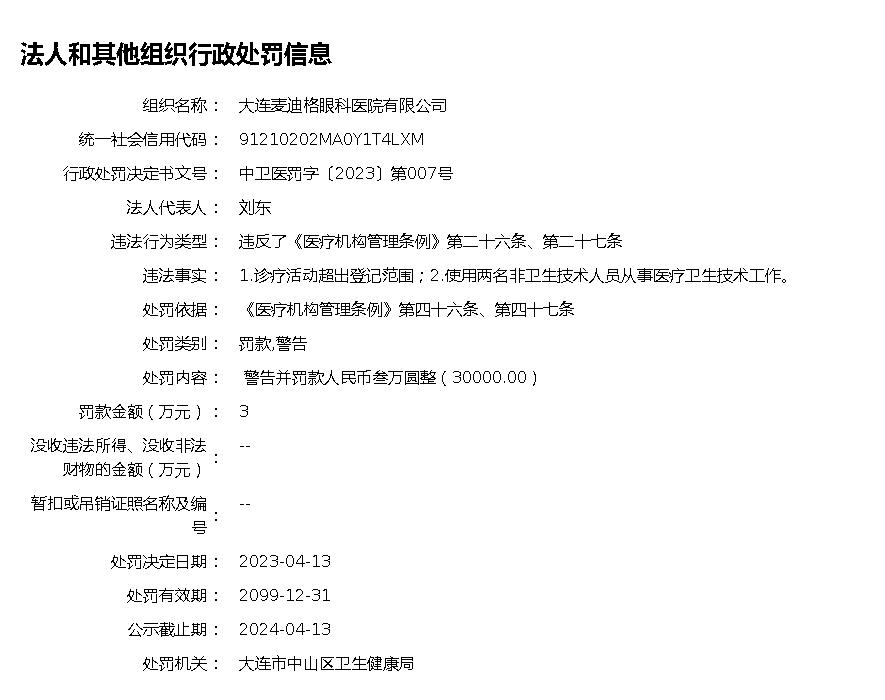 法人和其他组织行政处罚信息
组织名称： 大连麦迪格眼科医院有限公司
统一社会信用代码： 91210202MA0Y1T4LXM
行政处罚决定书文号： 中卫医罚字〔2023〕第007号
法人代表人： 刘东
违法行为类型： 违反了《医疗机构管理条例》第二十六条、第二十七条
违法事实： 1.诊疗活动超出登记范围；2.使用两名非卫生技术人员从事医疗卫生技术工作。
处罚依据： 《医疗机构管理条例》第四十六条、第四十七条
处罚类别： 罚款,警告
处罚内容： 警告并罚款人民币叁万圆整（30000.00）
罚款金额（万元）： 3
没收违法所得、没收非法
财物的金额（万元）： --
暂扣或吊销证照名称及编
号： --
处罚决定日期： 2023-04-13
处罚有效期： 2099-12-31
公示截止期： 2024-04-13
处罚机关： 大连市中山区卫生健康局